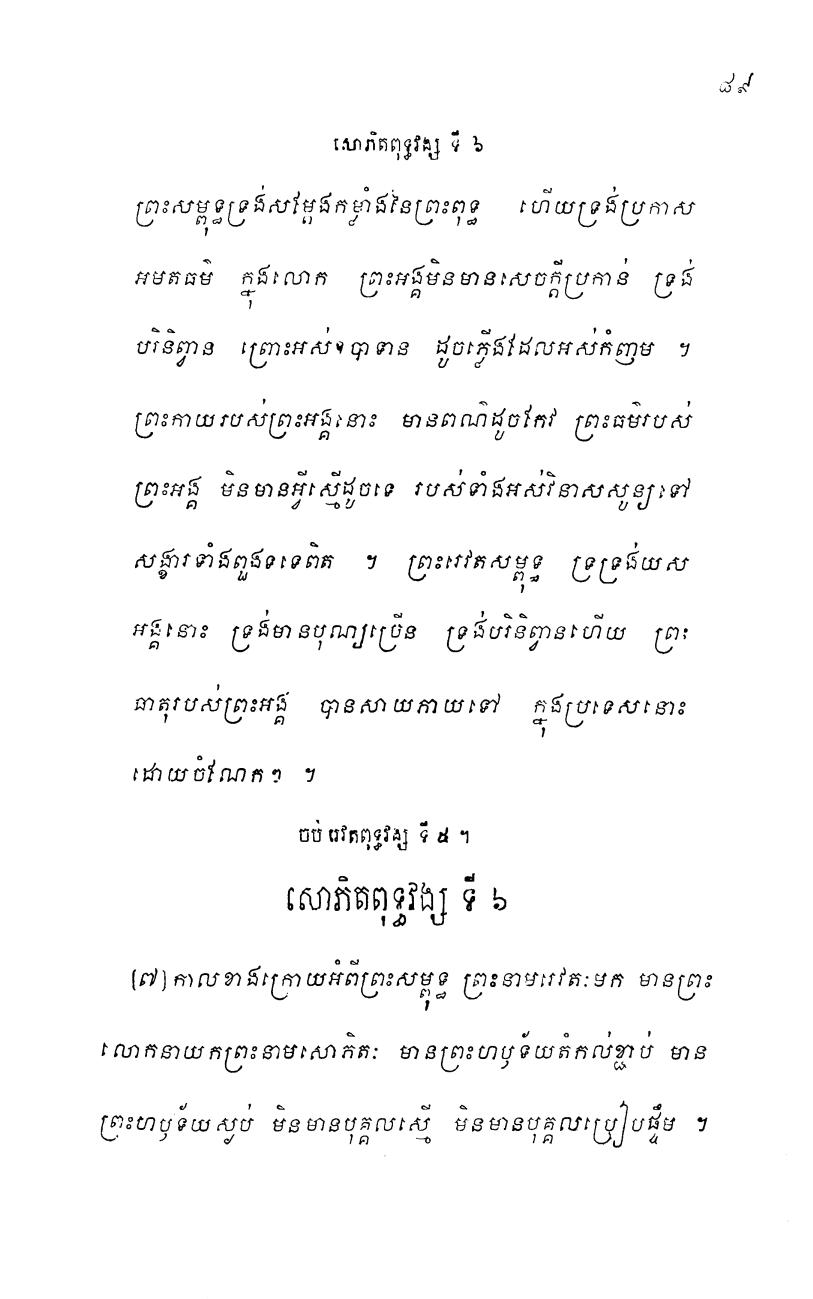 ៨៩
សោភិតពុទ្ធវង្ស ទី ៦
ព្រះសម្ពុទ្ធទ្រង់សម្តែងកម្លាំងនៃព្រះពុទ្ធ ហើយទ្រង់ប្រកាស
អមតធម៌ ក្នុងលោក ព្រះអង្គមិនមានសេចក្តីប្រកាន់ ទ្រង់
បរិនិព្វាន ព្រោះអស់ឧបាទាន ដូចភ្លើងដែលអស់កំញម ។
ព្រះកាយរបស់ព្រះអង្គនោះ មានពណ៌ដូចកែវ ព្រះធម៌របស់
ព្រះអង្គ មិនមានអ្វីស្មើដូចទេ របស់ទាំងអស់វិនាសសូន្យទៅ
សង្ខារទាំងពួងទទេពិត ។ ព្រះរេវតសម្ពុទ្ធ ទ្រទ្រង់យស
អង្គនោះ ទ្រង់មានបុណ្យច្រើន ទ្រង់បរិនិព្វានហើយ ព្រះ
ធាតុរបស់ព្រះអង្គ បានសាយភាយទៅ ក្នុងប្រទេសនោះ
ដោយចំណែកៗ ។
ចប់ រេវតពុទ្ធវង្ស ទី ៥ ។
សោភិតពុទ្ធវង្ស ទី ៦
(៧) កាលខាងក្រោយអំពីព្រះសម្ពុទ្ធ ព្រះនាមរេវតៈមក មានព្រះ
លោកនាយកព្រះនាមសោភិតៈ មានព្រះហឫទ័យតំកល់ខ្ជាប់ មាន
ព្រះហឫទ័យស្ងប់ មិនមានបុគ្គលស្មើ មិនមានបុគ្គលប្រៀបផ្ទឹម ។